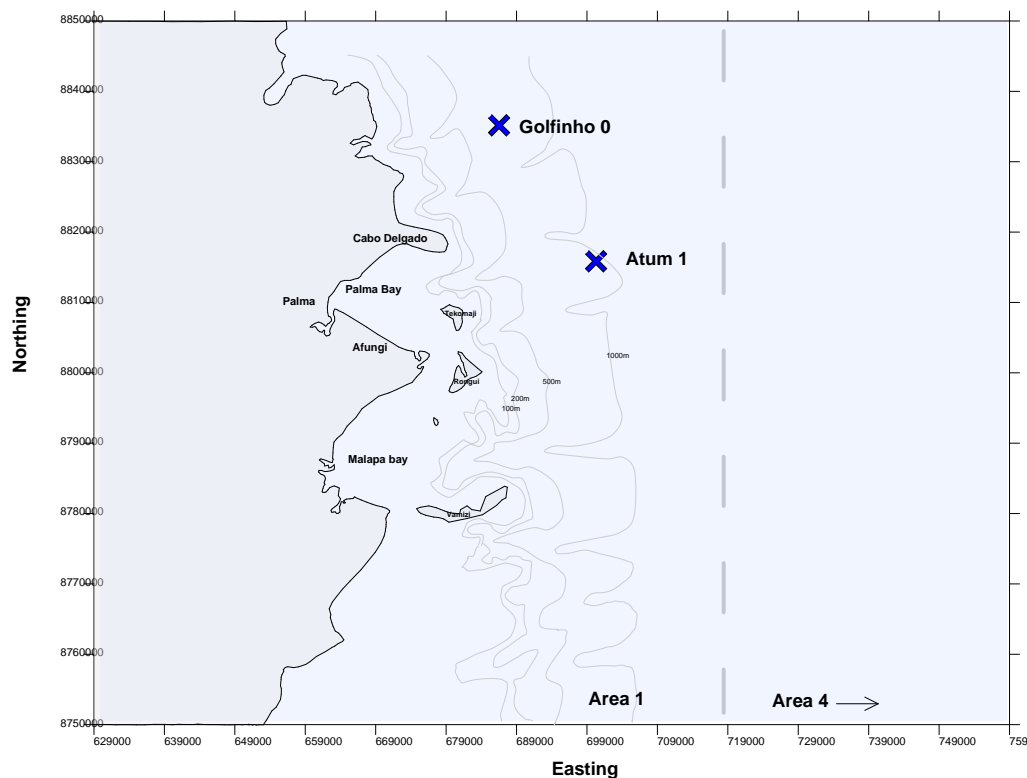 8850000
8840000
8830000
8820000
8810000
8800000
8790000
8780000
8770000
8760000
8750000
Northing
Golfinho 0
Cabo Delgado
Atum 1
Palma Bay
Palma
Tekomaji
Afungi
1000m
Rongui
500m
200m
100m
Malapa bay
Vamizi
Area 1
Area 4
629000 639000 649000 659000 669000 679000 689000 699000 709000 719000 729000 739000 749000 759
Easting